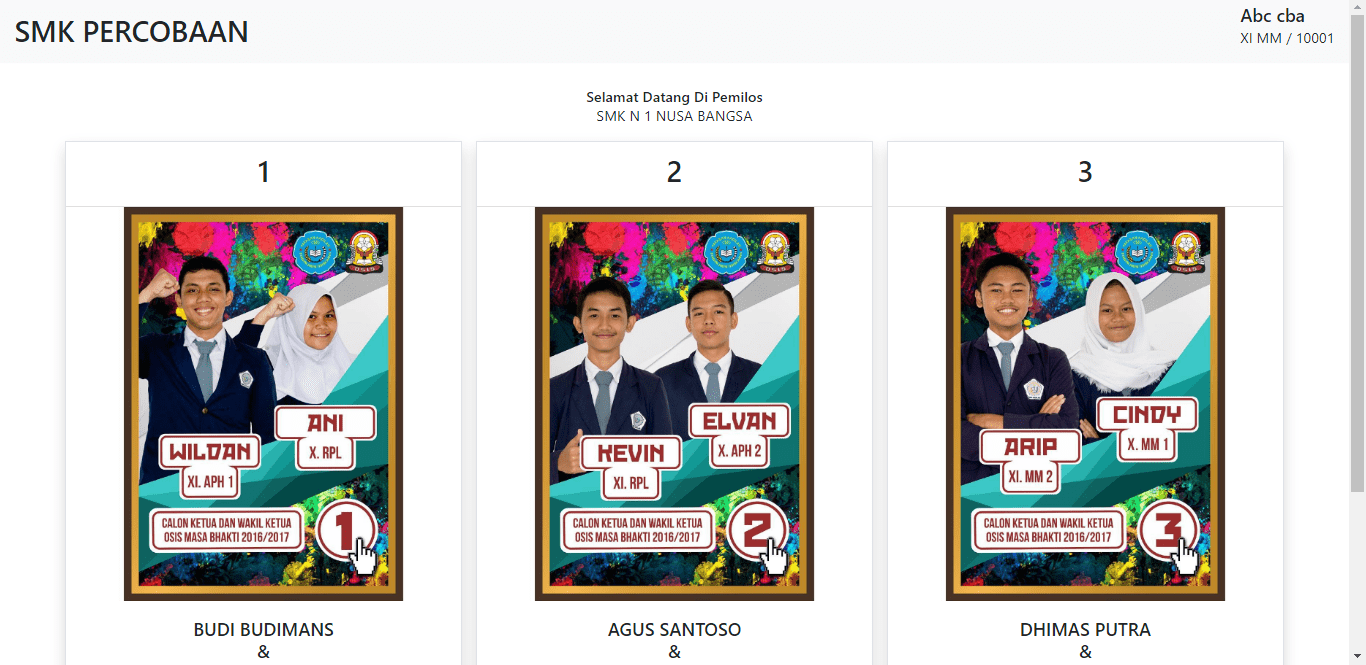 SMK PERCOBAAN
Abc cba
XI MM / 10001
Selamat Datang Di Pemilos
SMK N 1 NUSA BANGSA
1
ANI
X. RPL
WILDAN
XI. APH 1
CALON KETUA DAN WAKIL KETUA
OSIS MASA BHAKTI 2016/2017
1
BUDI BUDIMANS
&
2
ELVAN
X. APH 2
KEVIN
XI. RPL
CALON KETUA DAN WAKIL KETUA
OSIS MASA BHAKTI 2016/2017
2
AGUS SANTOSO
&
3
CINDY
X. MM 1
ARIP
XI. MM 2
CALON KETUA DAN WAKIL KETUA
OSIS MASA BHAKTI 2016/2017
3
DHIMAS PUTRA
&